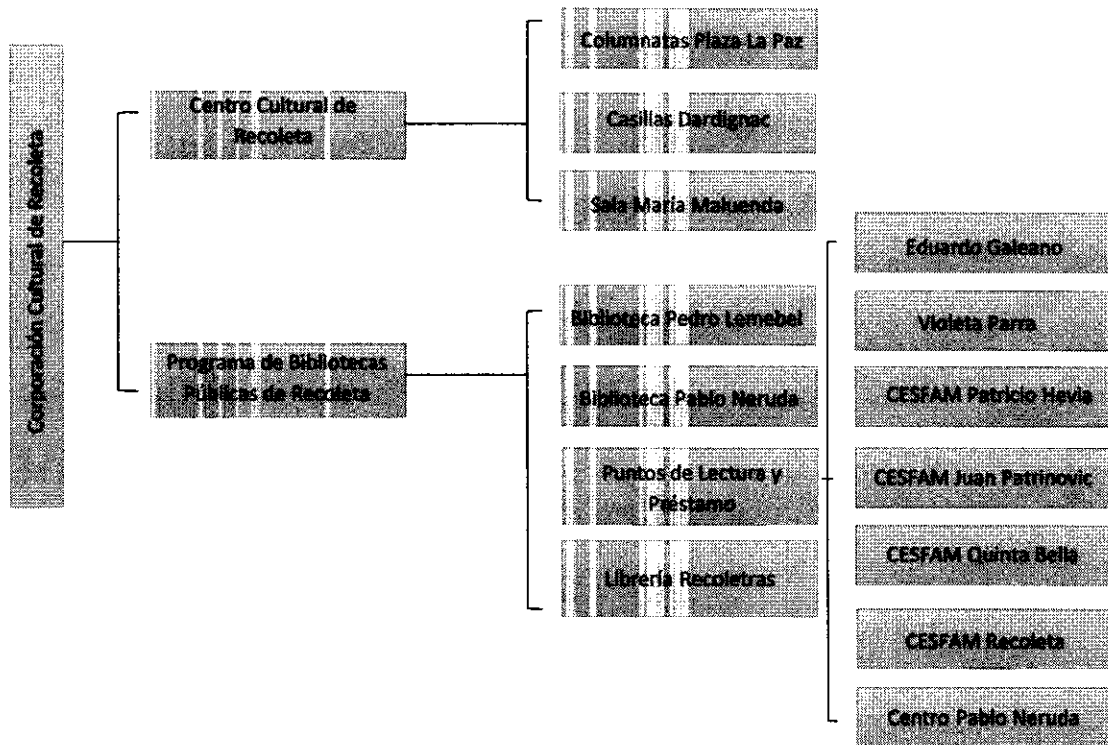 Corporación Cultural de Recoleta
Centro Cultural de
Recoleta
Columnatas Plaza La Paz
Casillas Dardignac
Sala María Maluenda
Programa de Bibliotecas
Públicas de Recoleta
Biblioteca Pedro Lemebel
Biblioteca Pablo Neruda
Puntos de Lectura y
Préstamo
Librería Recoletras
Eduardo Galeano
Violeta Parra
CESFAM Patricio Hevia
CESFAM Juan Patrinovic
CESFAM Quinta Bella
CESFAM Recoleta
Centro Pablo Neruda